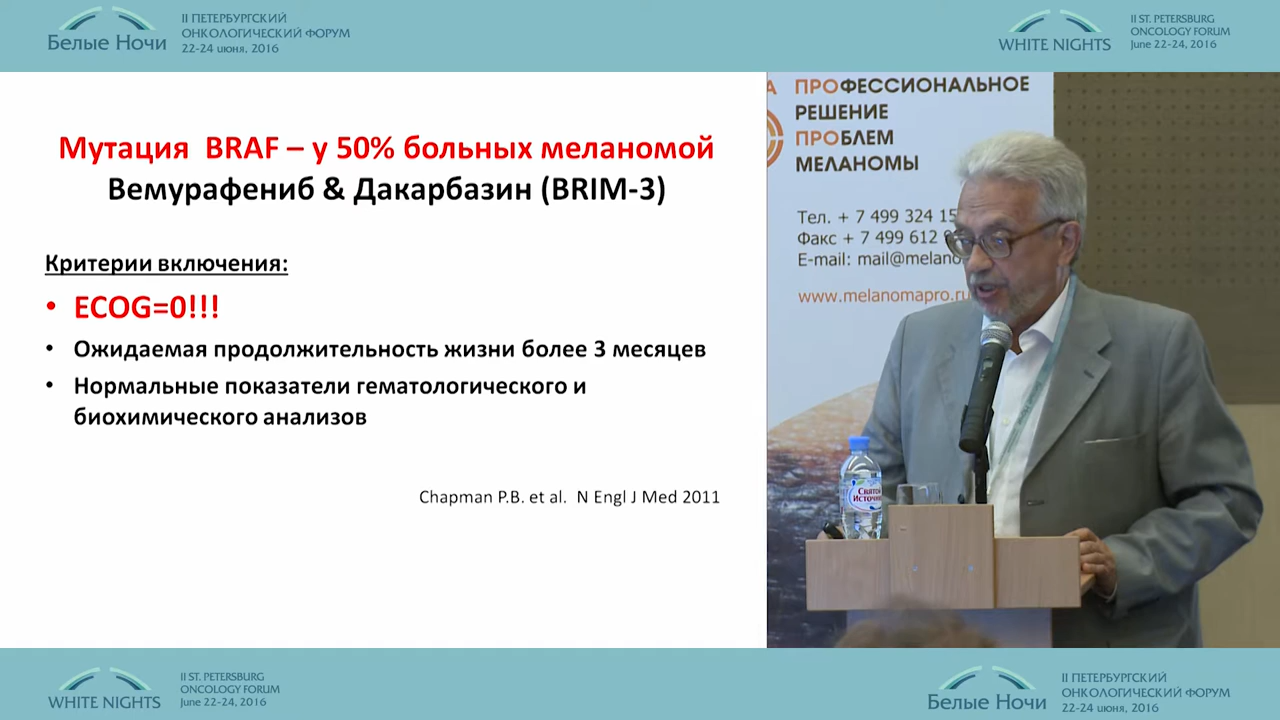 Белые Ночи
II ПЕТЕРБУРГСКИЙ
ОНКОЛОГИЧЕСКИЙ ФОРУМ
22-24 июня, 2016
WHITE NIGHTS
II ST. PETERSBURG
ONCOLOGY FORUM
June 22-24, 2016
Мутация BRAF – у 50% больных меланомой
Вемурафениб & Дакарбазин (BRIM-3)
Критерии включения:
• ECOG=0!!!
• Ожидаемая продолжительность жизни более 3 месяцев
• Нормальные показатели гематологического и
биохимического анализов
Chapman P.B. et al. N Engl J Med 2011
А ПРОФЕССИОНАЛЬНОЕ
РЕШЕНИЕ
ПРОБЛЕМ
МЕЛАНОМЫ
Тел. + 7 499 324 15
Факс + 7 499 612
E-mail: mail@melano
www.melanomapro.ru
Святой
Источник
WHITE NIGHTS
II ST. PETERSBURG
ONCOLOGY FORUM
June 22-24, 2016
Белые Ночи
II ПЕТЕРБУРГСКИЙ
ОНКОЛОГИЧЕСКИЙ ФОРУМ
22-24 июня, 2016